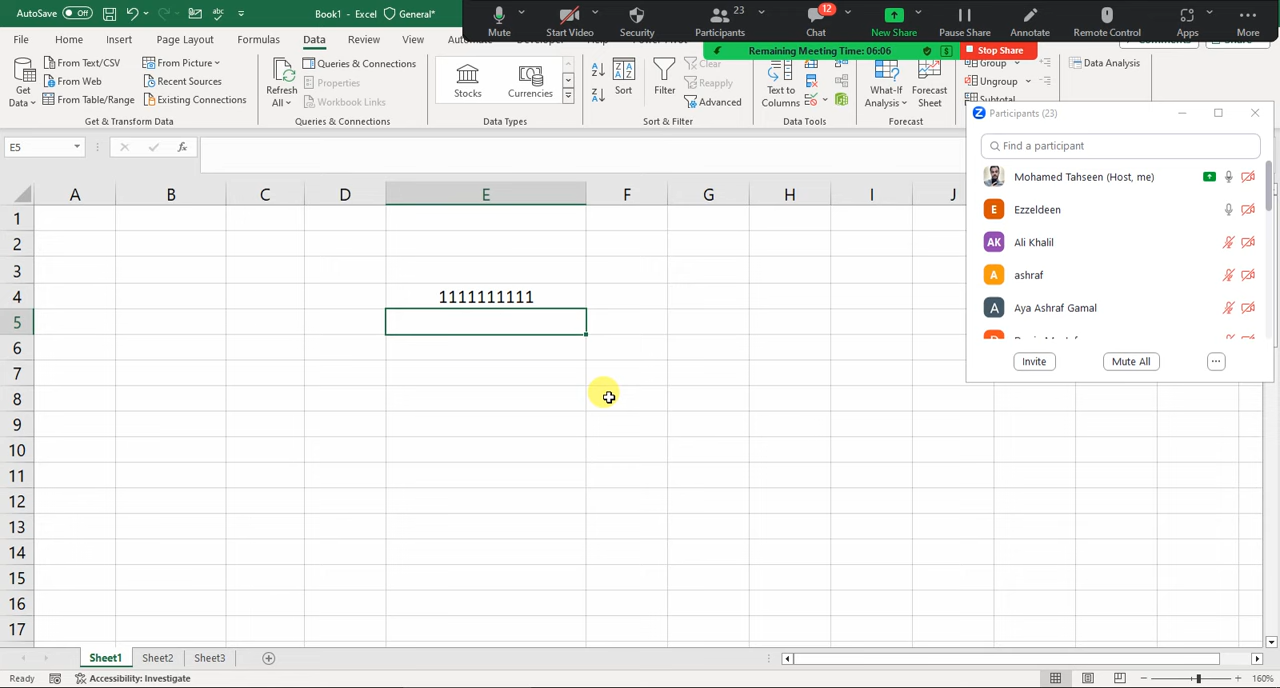 AutoSave Off Book1 - Excel General*
Mute Start Video Security 23 Participants 12 Chat New Share Pause Share Annotate Remote Control Apps More
Remaining Meeting Time: 06:06 Stop Share
File Home Insert Page Layout Formulas Data Review View
Get Data
From Text/CSV
From Web
From Table/Range
From Picture
Recent Sources
Existing Connections
Get & Transform Data
Refresh All
Queries & Connections
Properties
Workbook Links
Queries & Connections
Stocks Currencies
Data Types
Sort
Filter
Clear
Reapply
Advanced
Sort & Filter
Text to Columns
Data Tools
What-If Analysis
Forecast Sheet
Forecast
Group
Ungroup
Subtotal
Data Analysis
E5 fx
A B C D E F G H I J
1
2
3
4 1111111111
5
6
7
8
9
10
11
12
13
14
15
16
17
Participants (23)
Find a participant
Mohamed Tahseen (Host, me)
E Ezzeldeen
AK Ali Khalil
A ashraf
A Aya Ashraf Gamal
Invite Mute All ...
Sheet1 Sheet2 Sheet3
Ready Accessibility: Investigate 160%